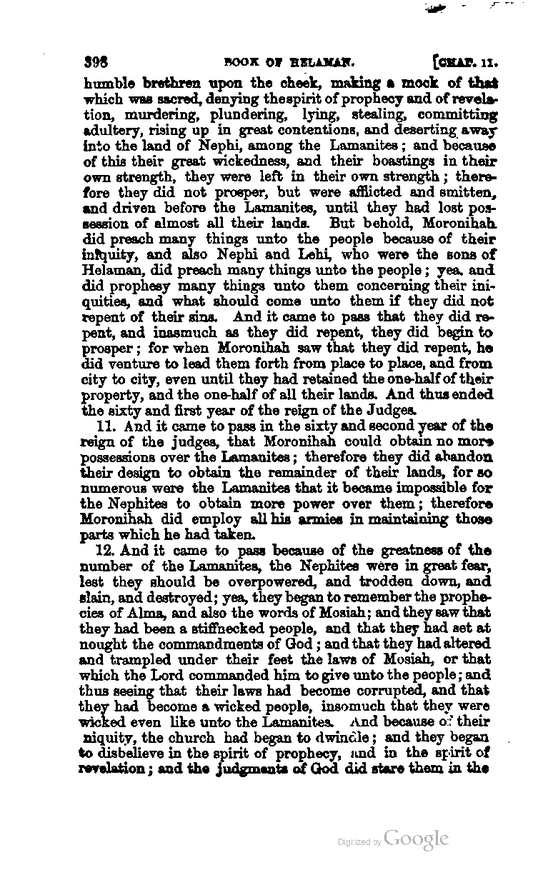 398 BOOK OF HELAMAN. [CHAP. II.
humble brethren upon the cheek, making a mock of that
which was sacred, denying the spirit of prophecy and of revela-
tion, murdering, plundering, lying, stealing, committing
adultery, rising up in great contentions, and deserting away
into the land of Nephi, among the Lamanites; and because
of this their great wickedness, and their boastings in their
own strength, they were left in their own strength; there-
fore they did not prosper, but were afflicted and smitten,
and driven before the Lamanites, until they had lost pos-
session of almost all their lands. But behold, Moronihah
did preach many things unto the people because of their
iniquity, and also Nephi and Lehi, who were the sons of
Helaman, did preach many things unto the people; yea, and
did prophesy many things unto them concerning their ini-
quities, and what should come unto them if they did not
repent of their sins. And it came to pass that they did re-
pent, and inasmuch as they did repent, they did begin to
prosper; for when Moronihah saw that they did repent, he
did venture to lead them forth from place to place, and from
city to city, even until they had retained the one-half of their
property, and the one-half of all their lands. And thus ended
the sixty and first year of the reign of the Judges.
11. And it came to pass in the sixty and second year of the
reign of the judges, that Moronihah could obtain no more
possessions over the Lamanites; therefore they did abandon
their design to obtain the remainder of their lands, for so
numerous were the Lamanites that it became impossible for
the Nephites to obtain more power over them; therefore
Moronihah did employ all his armies in maintaining those
parts which he had taken.
12. And it came to pass because of the greatness of the
number of the Lamanites, the Nephites were in great fear,
lest they should be overpowered, and trodden down, and
slain, and destroyed; yea, they began to remember the prophe-
cies of Alma, and also the words of Mosiah; and they saw that
they had been a stiffnecked people, and that they had set at
nought the commandments of God; and that they had altered
and trampled under their feet the laws of Mosiah, or that
which the Lord commanded him to give unto the people; and
thus seeing that their laws had become corrupted, and that
they had become a wicked people, insomuch that they were
wicked even like unto the Lamanites. And because of their
niquity, the church had began to dwindle; and they began
to disbelieve in the spirit of prophecy, and in the spirit of
revelation; and the judgments of God did stare them in the
Digitized by Google